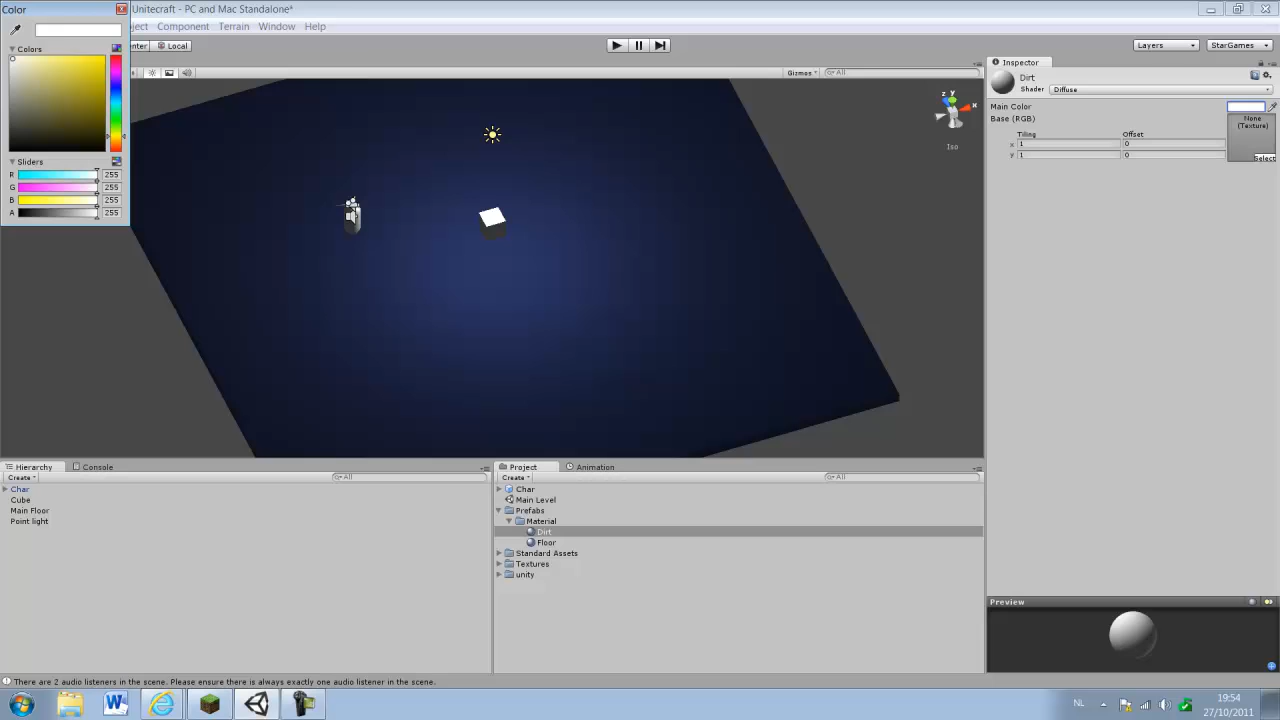 Color
Unitecraft - PC and Mac Standalone*
Component Terrain Window Help
Local
Layers
StarGames
Colors
Gizmos
All
Inspector
Dirt
Shader
Diffuse
Main Color
Base (RGB)
None
(Texture)
Tiling
Offset
x 1 0
y 1 0
Select
Sliders
R 255
G 255
B 255
A 255
z y
x
Iso
Hierarchy
Console
Create
All
Char
Cube
Main Floor
Point light
Project
Animation
Create
All
Char
Main Level
Prefabs
Material
Dirt
Floor
Standard Assets
Textures
unity
Preview
There are 2 audio listeners in the scene. Please ensure there is always exactly one audio listener in the scene.
NL
19:54
27/10/2011